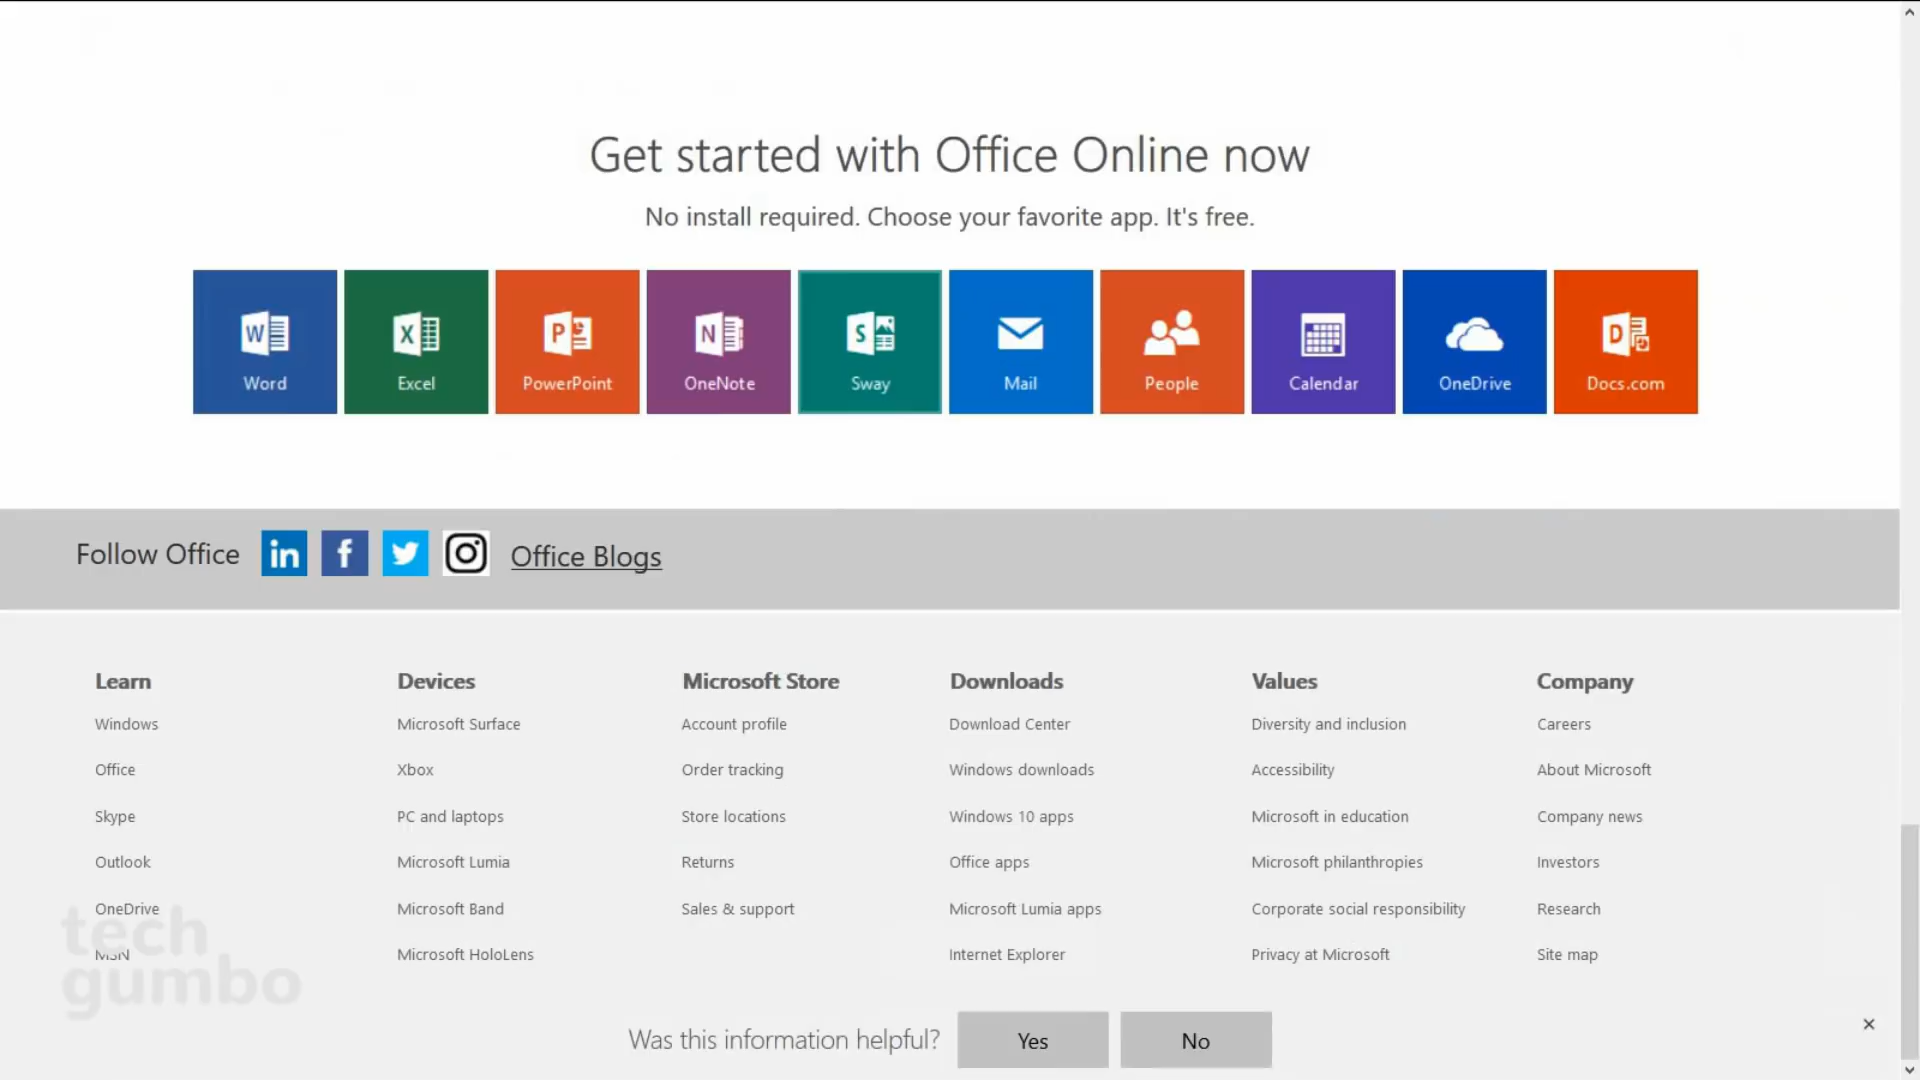 Get started with Office Online now
No install required. Choose your favorite app. It's free.
W X P N S D
Word Excel PowerPoint OneNote Sway Mail People Calendar OneDrive Docs.com
Follow Office in f Office Blogs
Learn Devices Microsoft Store Downloads Values Company
Windows Microsoft Surface Account profile Download Center Diversity and inclusion Careers
Office Xbox Order tracking Windows downloads Accessibility About Microsoft
Skype PC and laptops Store locations Windows 10 apps Microsoft in education Company news
Outlook Microsoft Lumia Returns Office apps Microsoft philanthropies Investors
OneDrive Microsoft Band Sales & support Microsoft Lumia apps Corporate social responsibility Research
MSN Microsoft HoloLens Internet Explorer Privacy at Microsoft Site map
tech
gumbo
Was this information helpful? Yes No